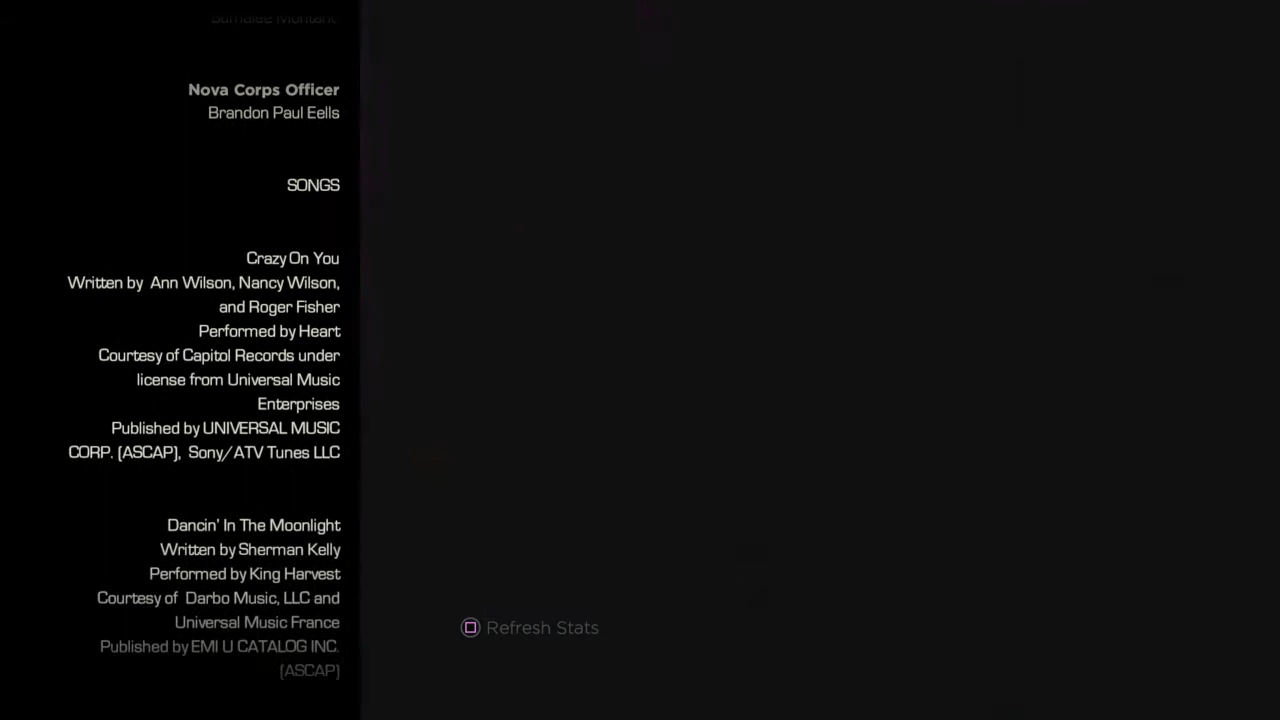 Nova Corps Officer
Brandon Paul Eells
SONGS
Crazy On You
Written by Ann Wilson, Nancy Wilson,
and Roger Fisher
Performed by Heart
Courtesy of Capitol Records under
license from Universal Music
Enterprises
Published by UNIVERSAL MUSIC
CORP. (ASCAP), Sony/ATV Tunes LLC
Dancin' In The Moonlight
Written by Sherman Kelly
Performed by King Harvest
Courtesy of Darbo Music, LLC and
Universal Music France
Published by EMI U CATALOG INC.
(ASCAP)
Refresh Stats